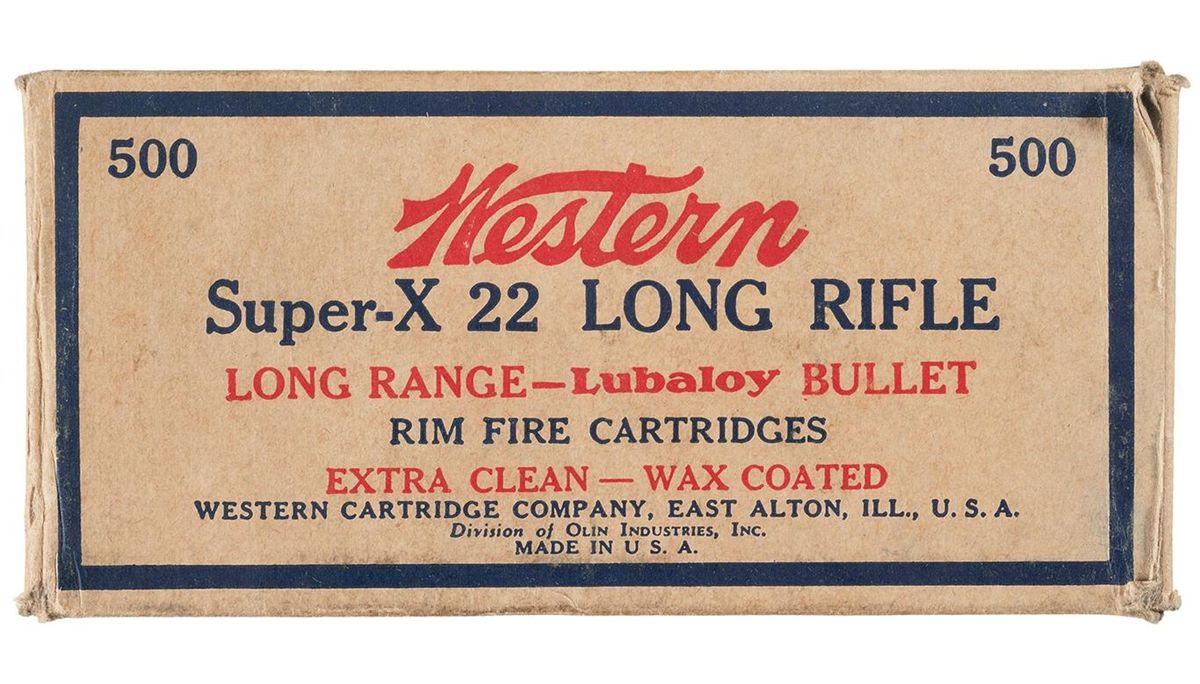 500 500
Western
Super-X 22 LONG RIFLE
LONG RANGE—Lubaloy BULLET
RIM FIRE CARTRIDGES
EXTRA CLEAN — WAX COATED
WESTERN CARTRIDGE COMPANY, EAST ALTON, ILL., U. S. A.
Division of OLIN INDUSTRIES, INC.
MADE IN U S. A.